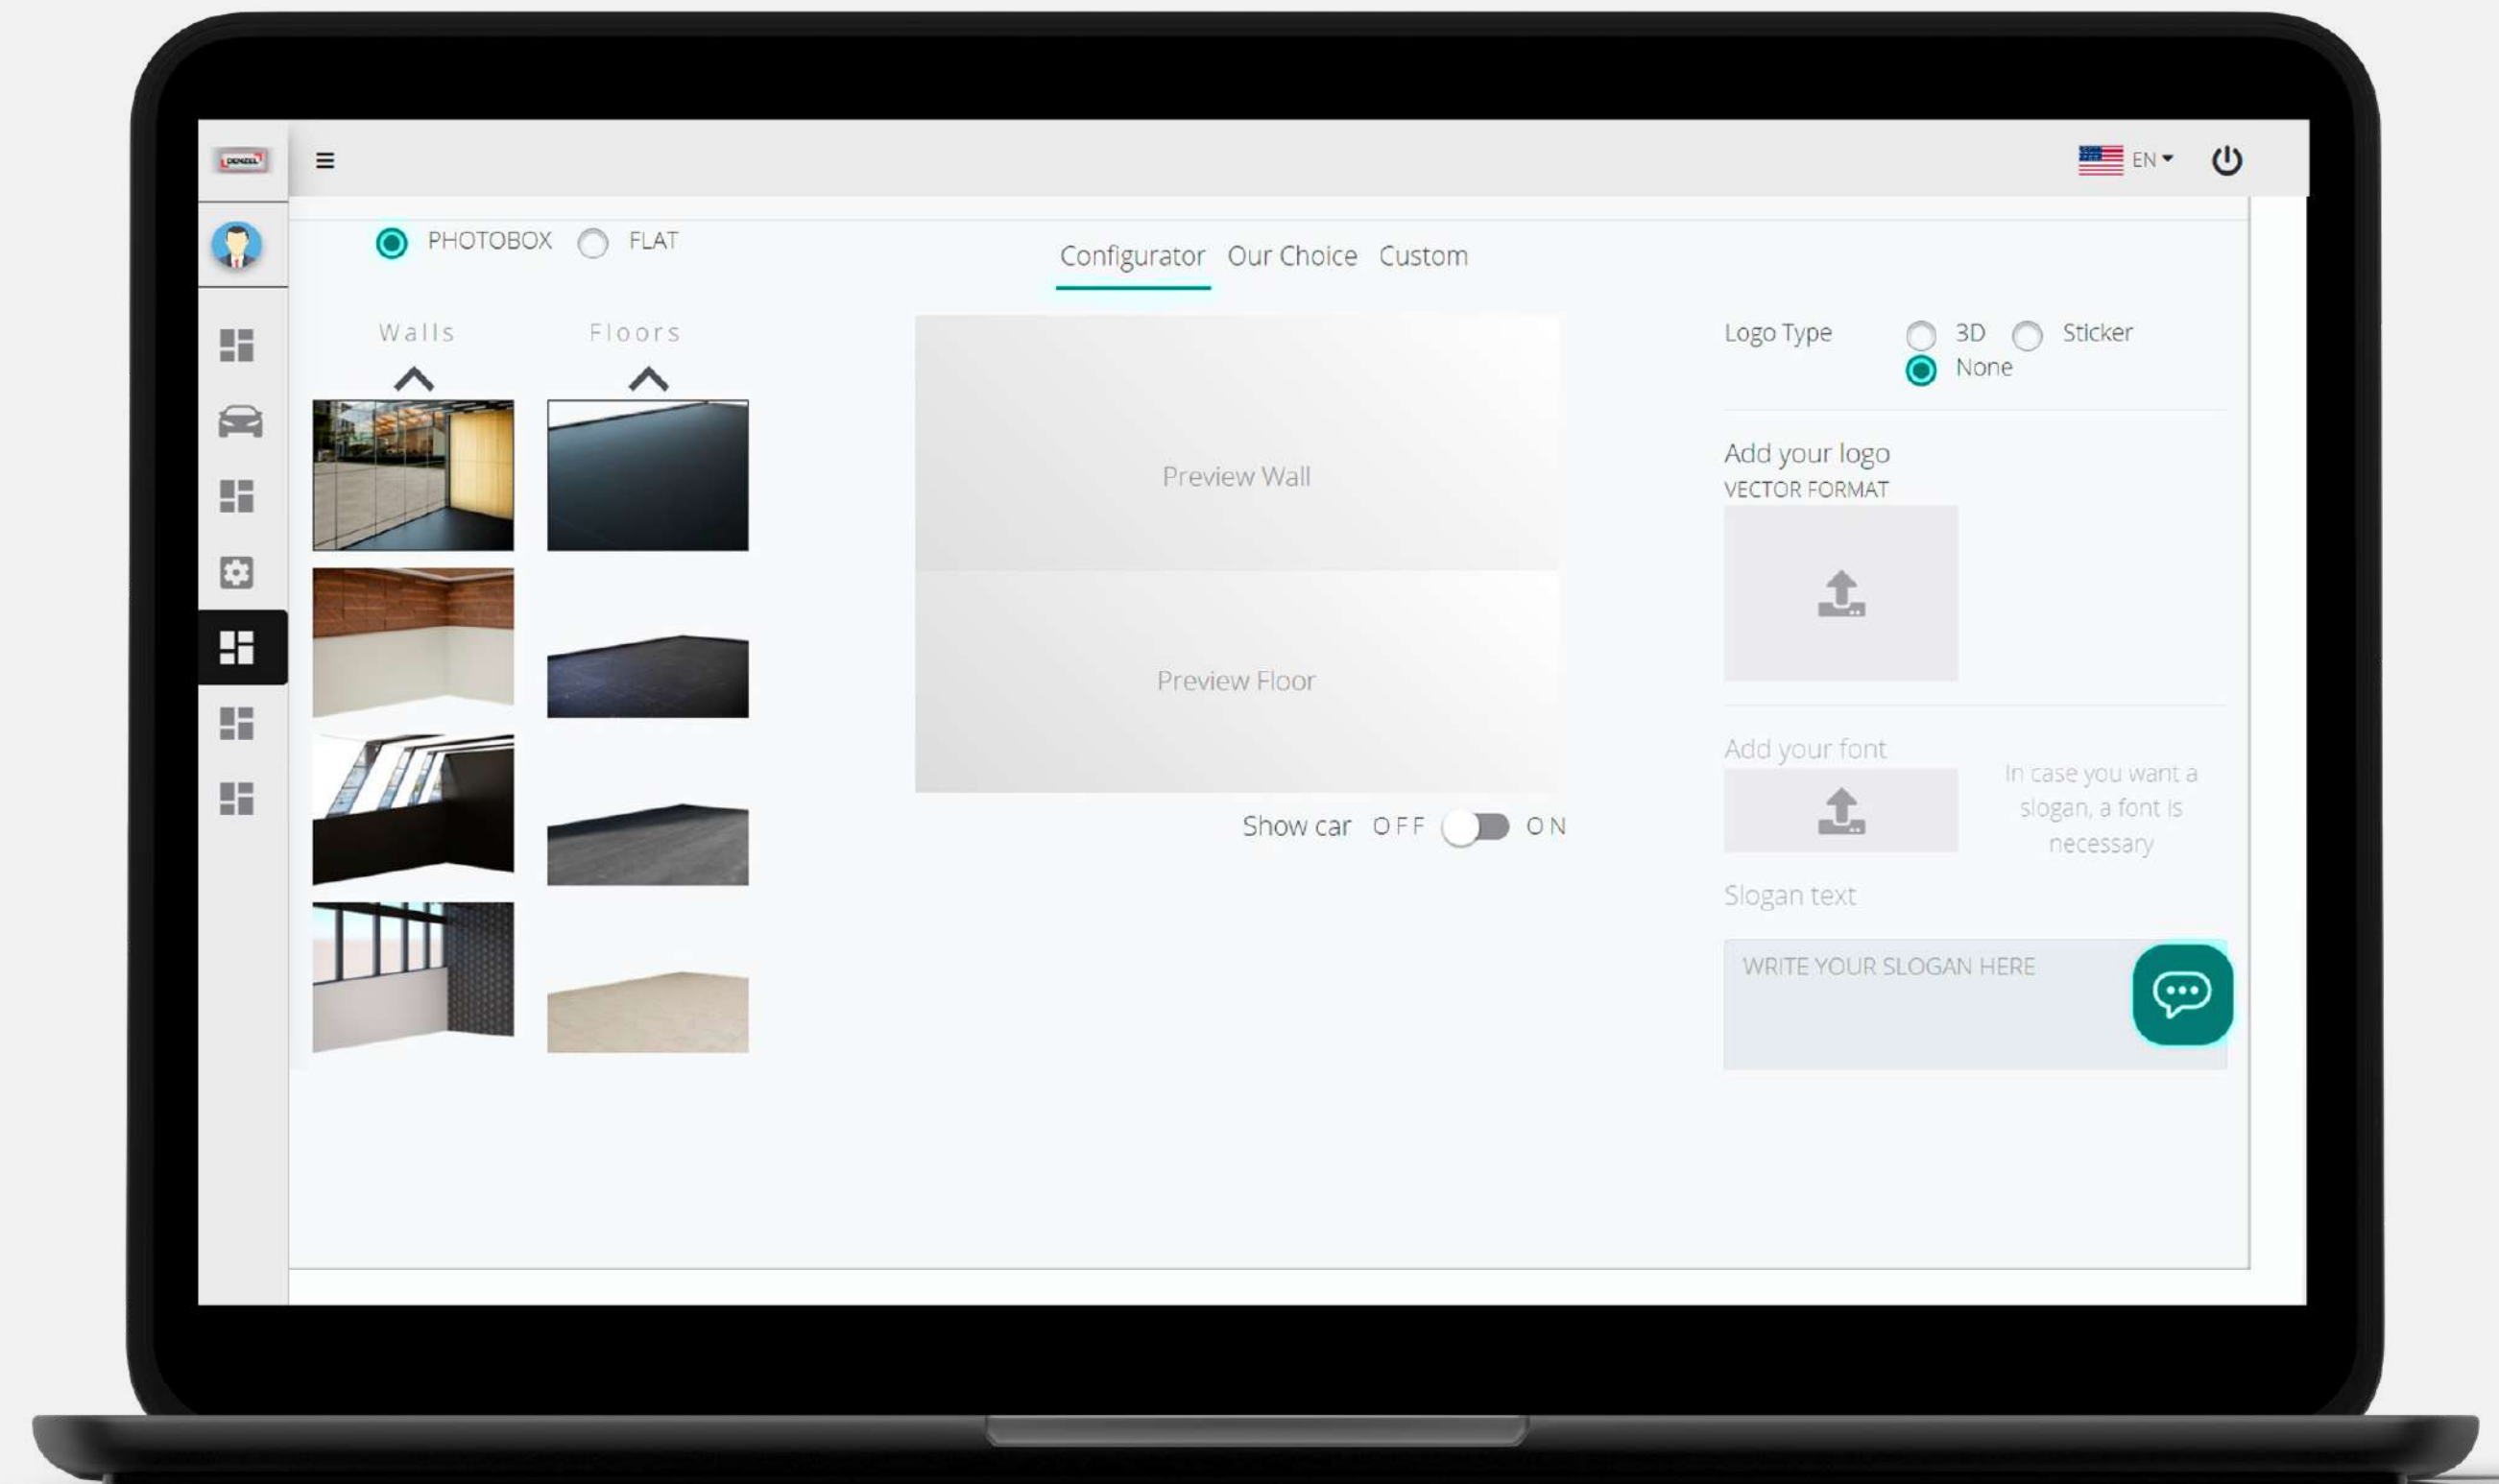 DENZEL
EN
PHOTOBOX FLAT
Configurator Our Choice Custom
Walls Floors
Preview Wall
Preview Floor
Show car OFF ON
Logo Type 3D Sticker
None
Add your logo
VECTOR FORMAT
Add your font
In case you want a
slogan, a font is
necessary
Slogan text
WRITE YOUR SLOGAN HERE